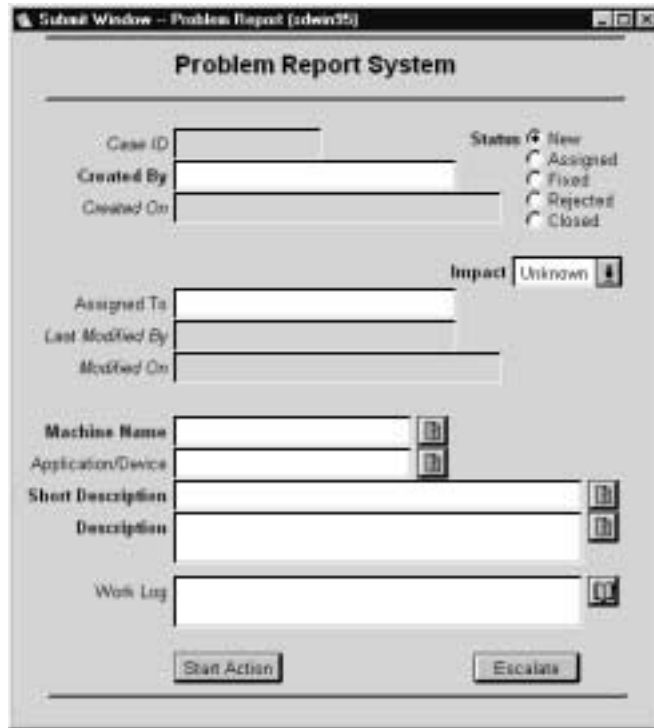 Submit Window -- Problem Report (sdwin95)
Problem Report System
Case ID
Status New
Assigned
Created By
Fixed
Created On
Rejected
Closed
Impact Unknown
Assigned To
Last Modified By
Modified On
Machine Name
Application/Device
Short Description
Description
Work Log
Start Action Escalate